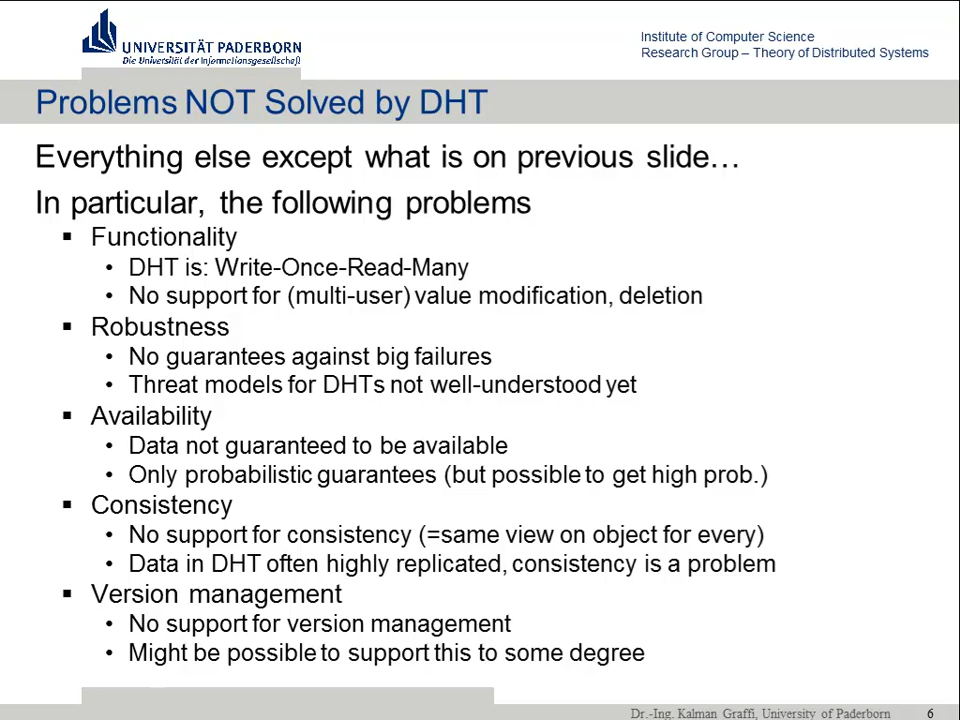 UNIVERSITÄT PADERBORN
Die Universität der Informationsgesellschaft
Institute of Computer Science
Research Group – Theory of Distributed Systems
Problems NOT Solved by DHT
Everything else except what is on previous slide…
In particular, the following problems
▪ Functionality
• DHT is: Write-Once-Read-Many
• No support for (multi-user) value modification, deletion
▪ Robustness
• No guarantees against big failures
• Threat models for DHTs not well-understood yet
▪ Availability
• Data not guaranteed to be available
• Only probabilistic guarantees (but possible to get high prob.)
▪ Consistency
• No support for consistency (=same view on object for every)
• Data in DHT often highly replicated, consistency is a problem
▪ Version management
• No support for version management
• Might be possible to support this to some degree
Dr.-Ing. Kalman Graffi, University of Paderborn 6